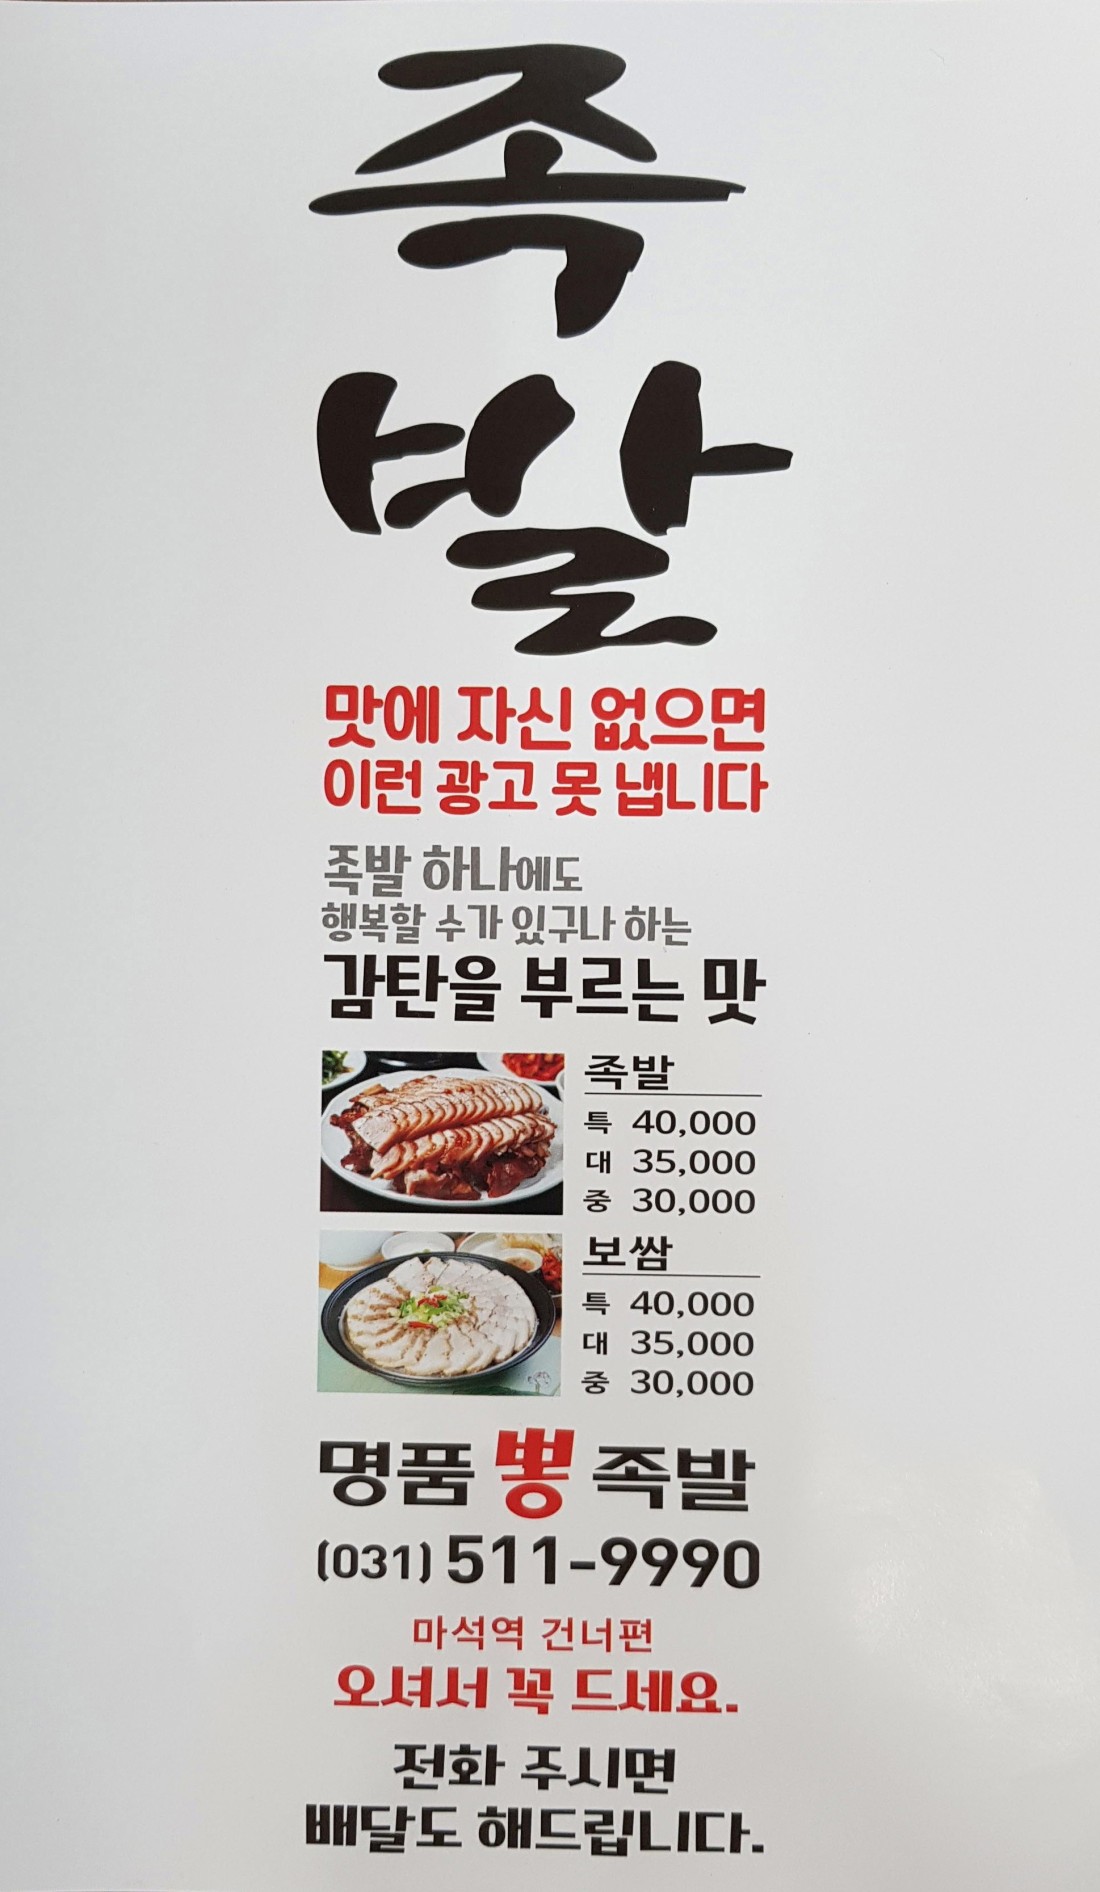 족
발
맛에 자신 없으면
이런 광고 못 냅니다
족발 하나에도
행복할 수가 있구나 하는
감탄을 부르는 맛
족발
특 40,000
대 35,000
중 30,000
보쌈
특 40,000
대 35,000
중 30,000
명품 뽕 족발
(031) 511-9990
마석역 건너편
오셔서 꼭 드세요.
전화 주시면
배달도 해드립니다.